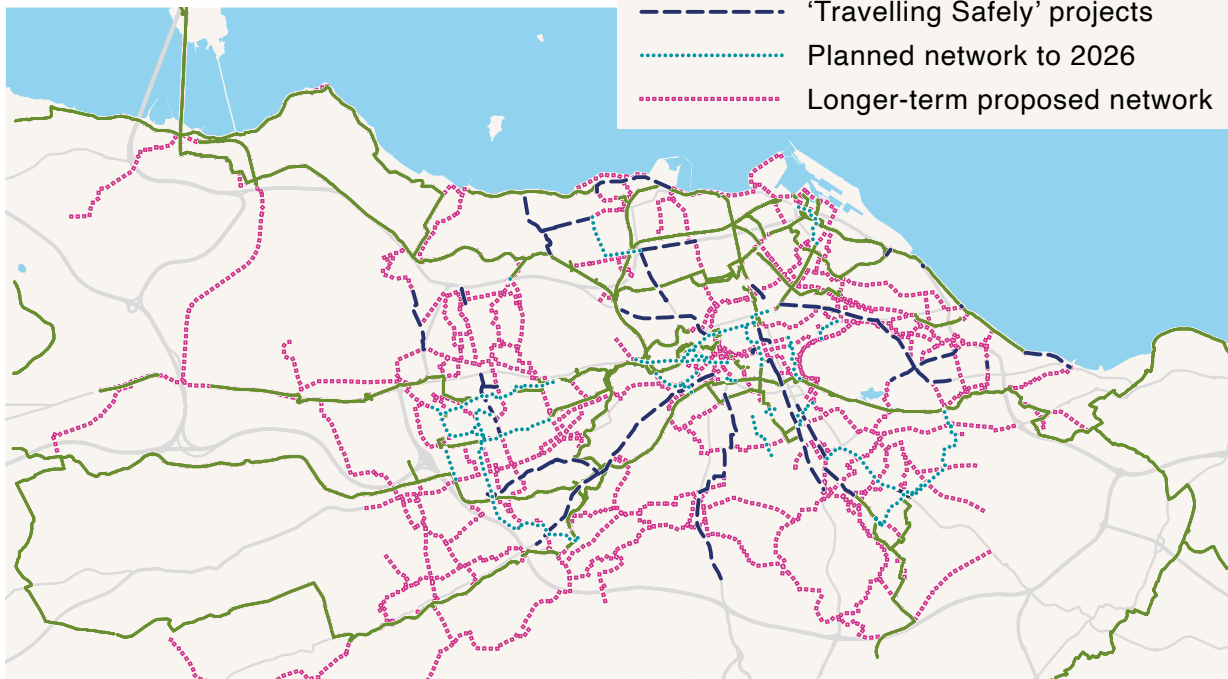 ‘Travelling Safely’ projects
Planned network to 2026
Longer-term proposed network